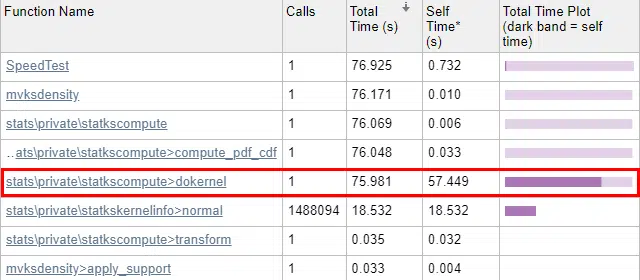 Function Name Calls Total Time (s) Self Time* (s) Total Time Plot (dark band = self time)
SpeedTest 1 76.925 0.732
mvksdensity 1 76.171 0.010
stats\private\statkscompute 1 76.069 0.006
..ats\private\statkscompute>compute_pdf_cdf 1 76.048 0.033
stats\private\statkscompute>dokernel 1 75.981 57.449
stats\private\statkskernelinfo>normal 1488094 18.532 18.532
stats\private\statkscompute>transform 1 0.035 0.032
mvksdensity>apply_support 1 0.033 0.004